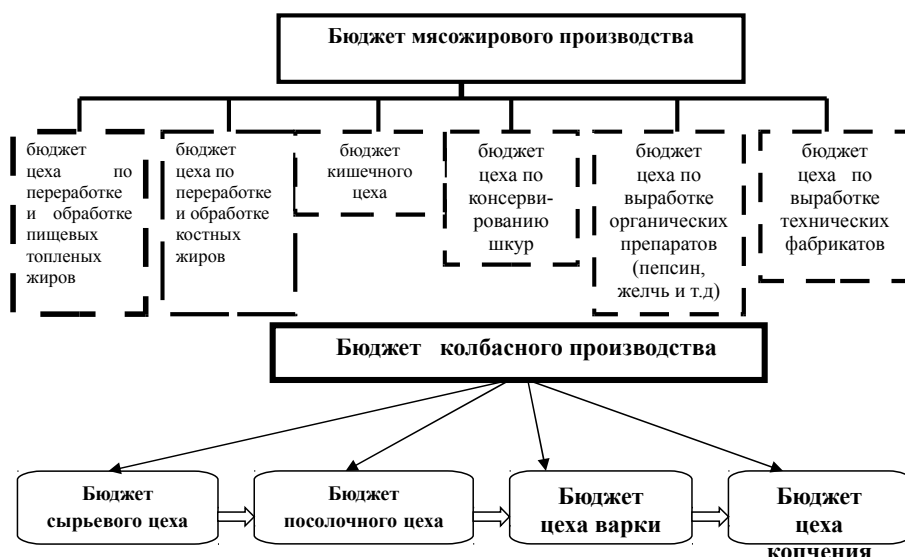 Бюджет мясожирового производства
бюджет
цеха по
переработке
и обработке
пищевых
топленых
жиров
бюджет
цеха по
переработке
и обработке
костных
жиров
бюджет
кишечного
цеха
бюджет
цеха по
консерви-
рованию
шкур
бюджет
цеха по
выработке
органических
препаратов
(пепсин,
желчь и т.д)
бюджет
цеха по
выработке
технических
фабрикатов
Бюджет колбасного производства
Бюджет
сырьевого цеха
Бюджет
посолочного цеха
Бюджет
цеха варки
Бюджет
цеха
копчения